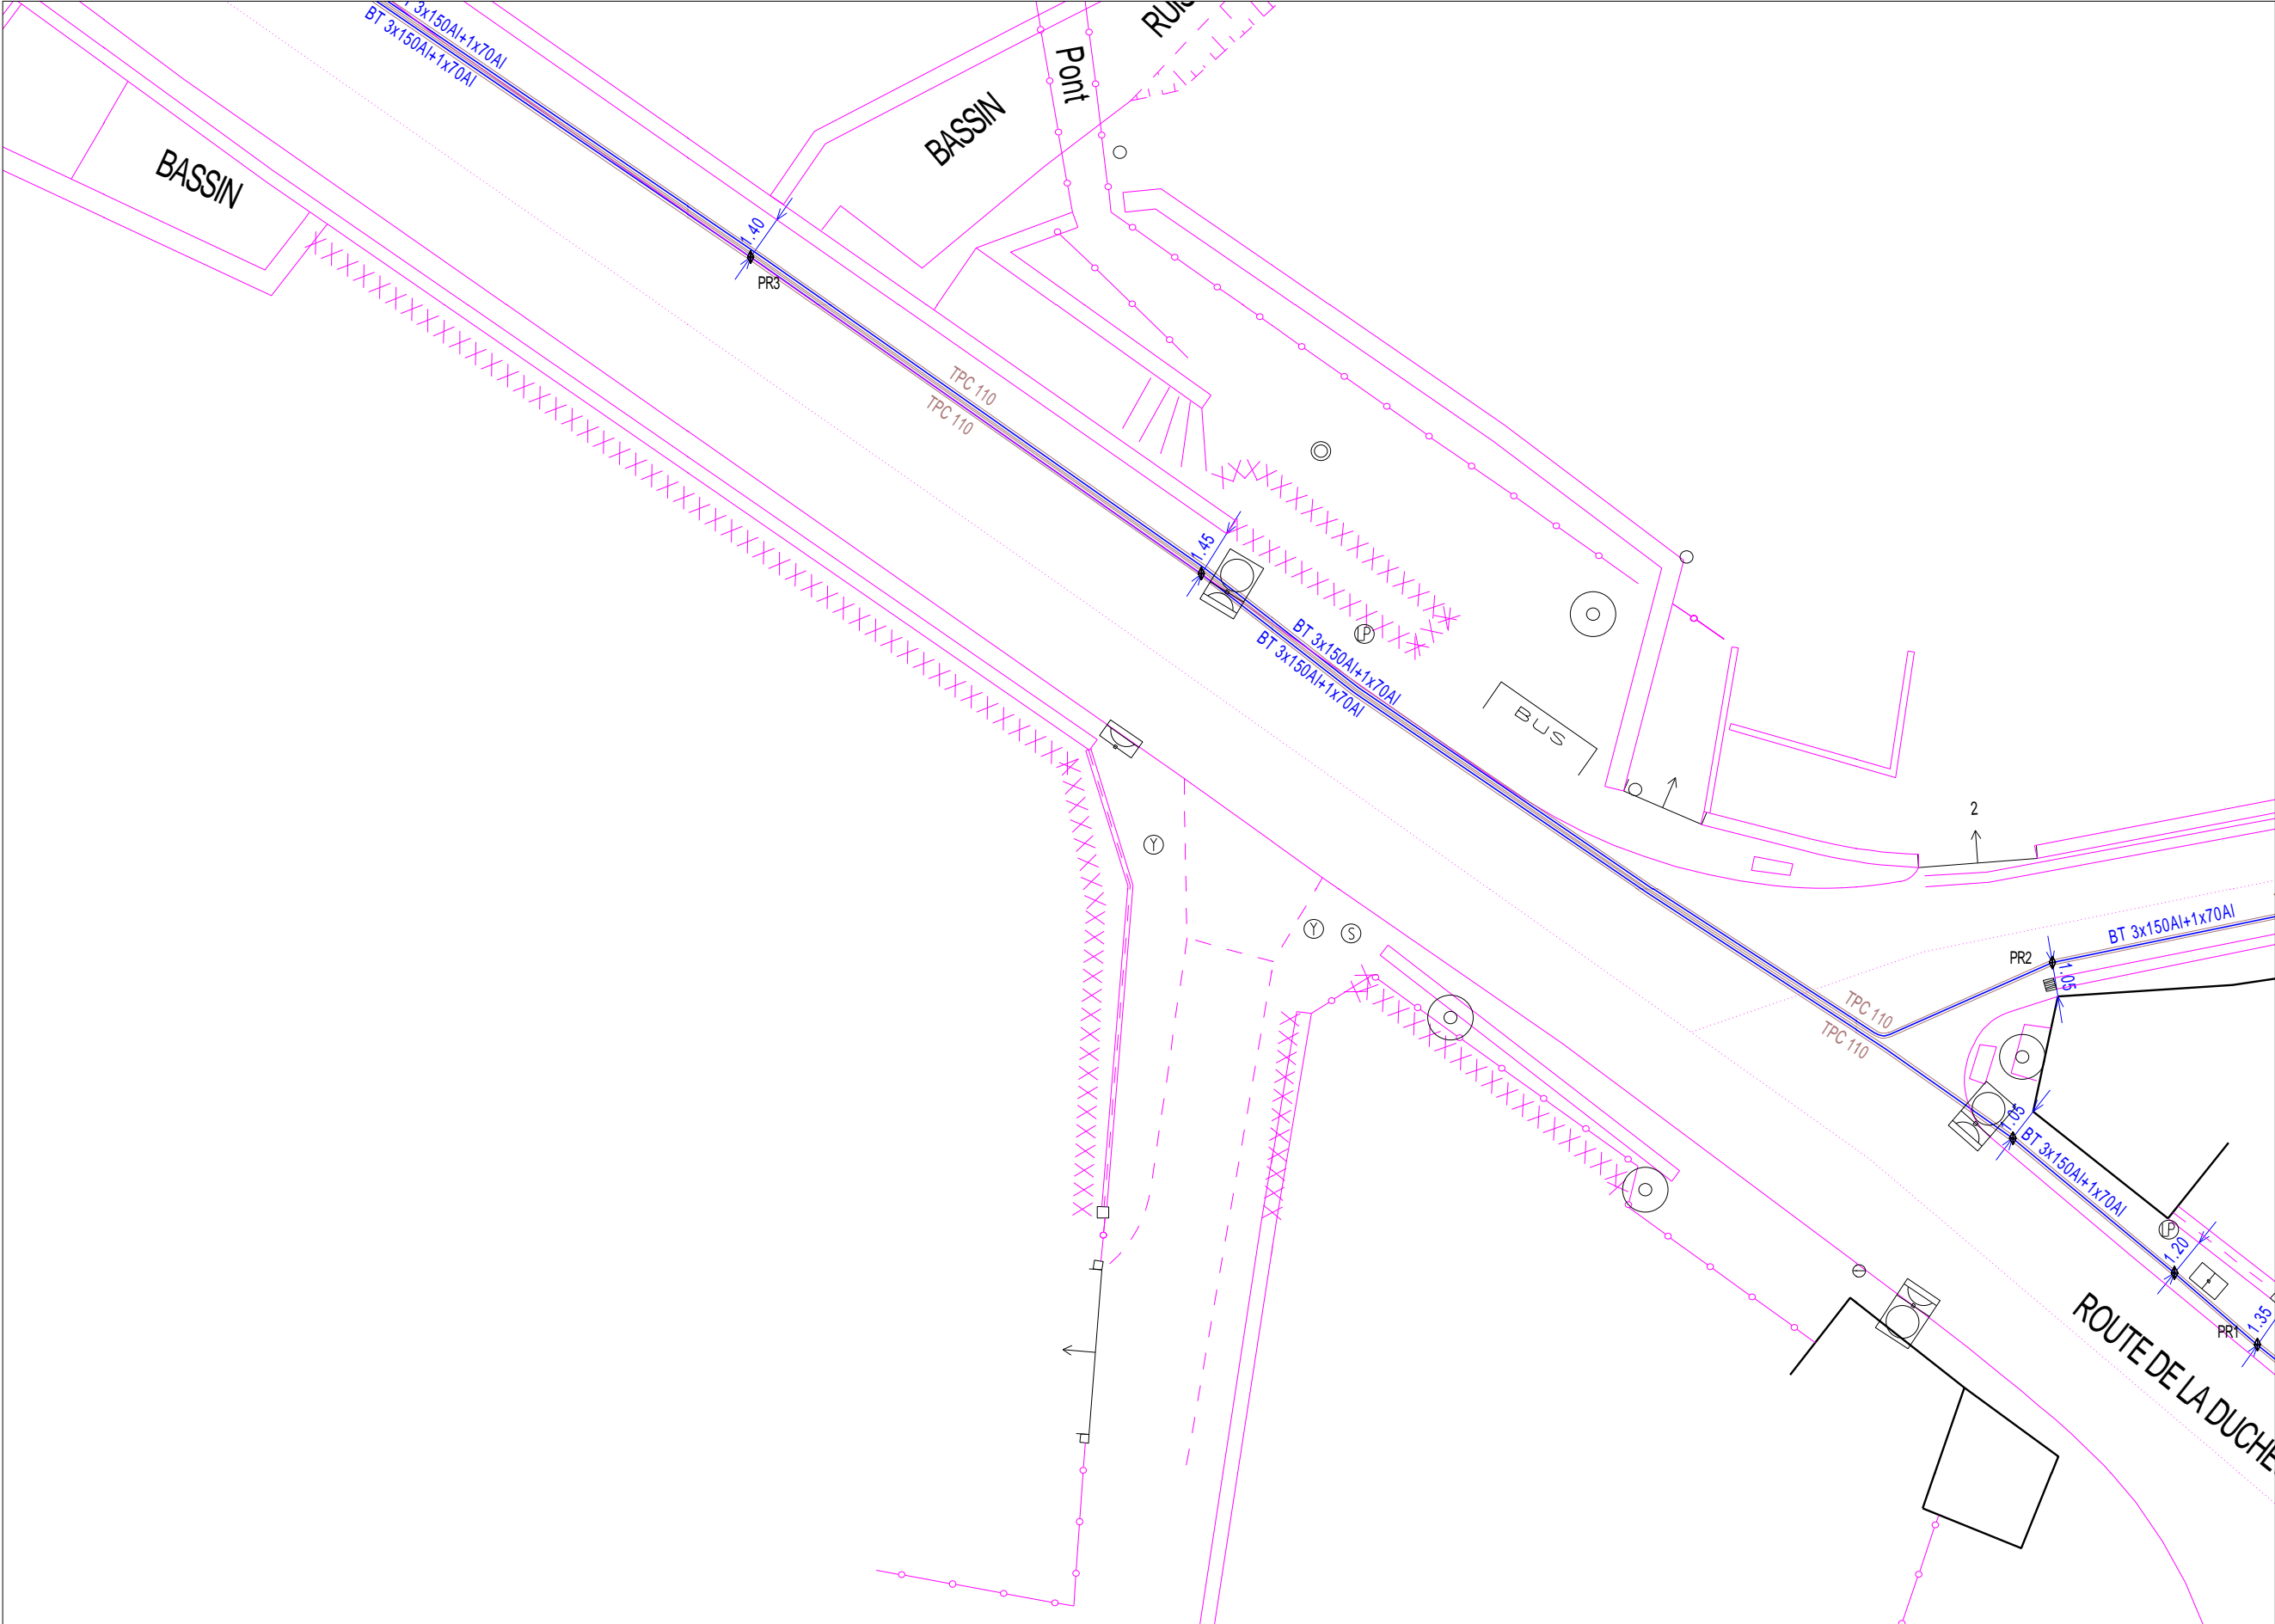 BT 3x150Al+1x70Al
BT 3x150Al+1x70Al
Pont
BASSIN
BASSIN
1.40
PR3
TPC 110
TPC 110
1.45
LP
BT 3x150Al+1x70Al
BT 3x150Al+1x70Al
BUS
2
Y
Y
S
BT 3x150Al+1x70Al
PR2
1.05
TPC 110
TPC 110
1.05
BT 3x150Al+1x70Al
LP
1.20
1.35
PR1
ROUTE DE LA